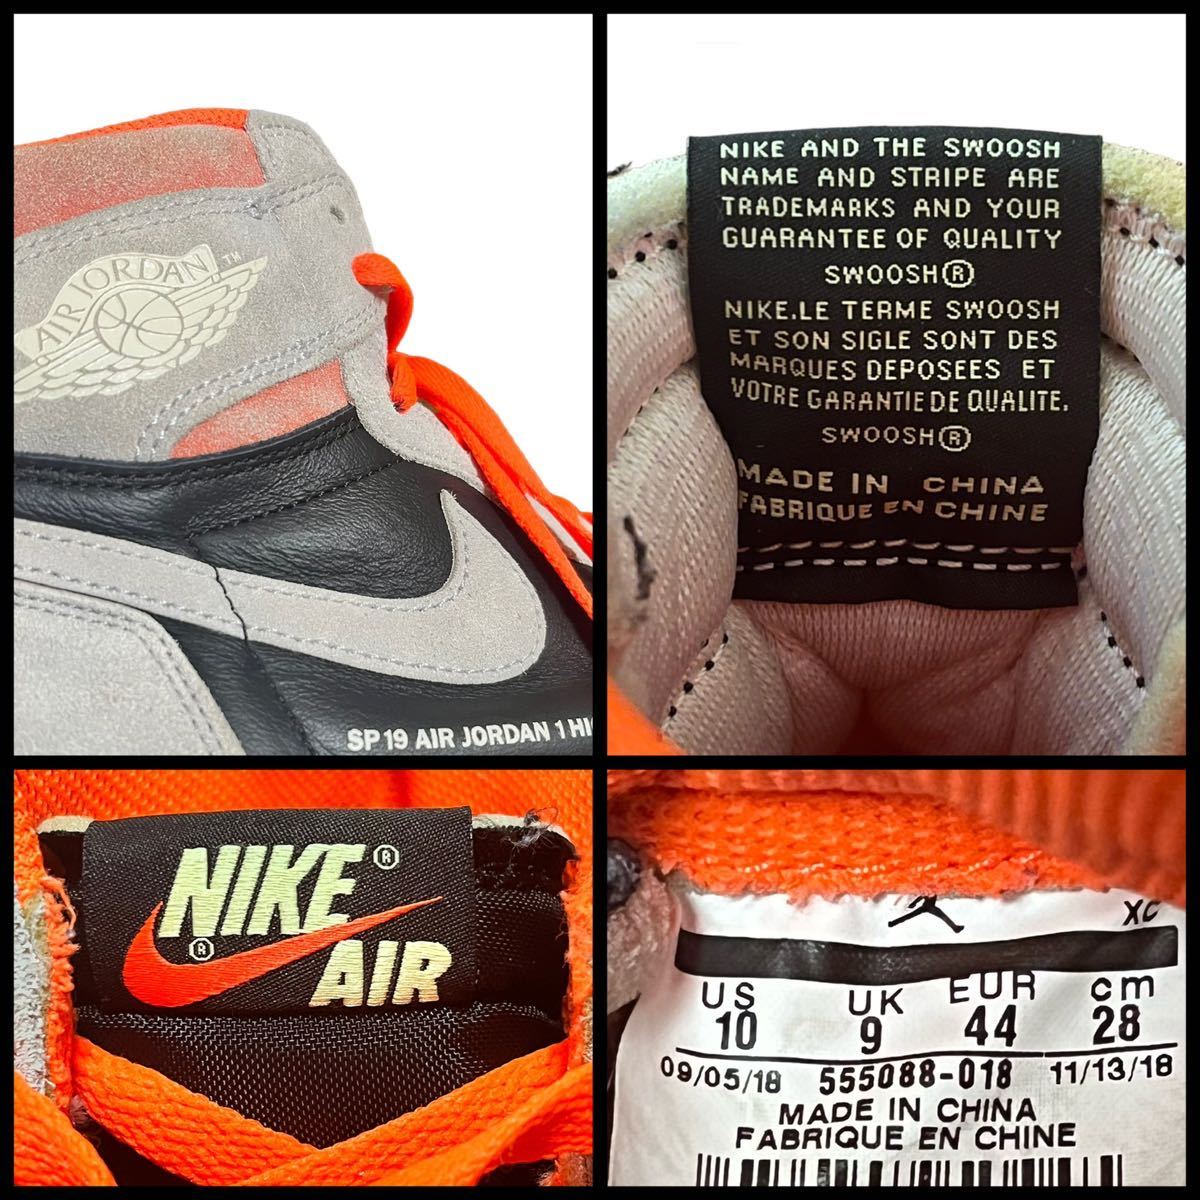 AIR JORDAN™
SP 19 AIR JORDAN 1
NIKE AND THE SWOOSH
NAME AND STRIPE ARE
TRADEMARKS AND YOUR
GUARANTEE OF QUALITY
SWOOSH®
NIKE.LE TERME SWOOSH
ET SON SIGLE SONT DES
MARQUES DEPOSEES ET
VOTRE GARANTIE DE QUALITE.
SWOOSH®
MADE IN CHINA
FABRIQUE EN CHINE
NIKE®
®
AIR
XC
US UK EUR cm
10 9 44 28
09/05/18 555088-018 11/13/18
MADE IN CHINA
FABRIQUE EN CHINE